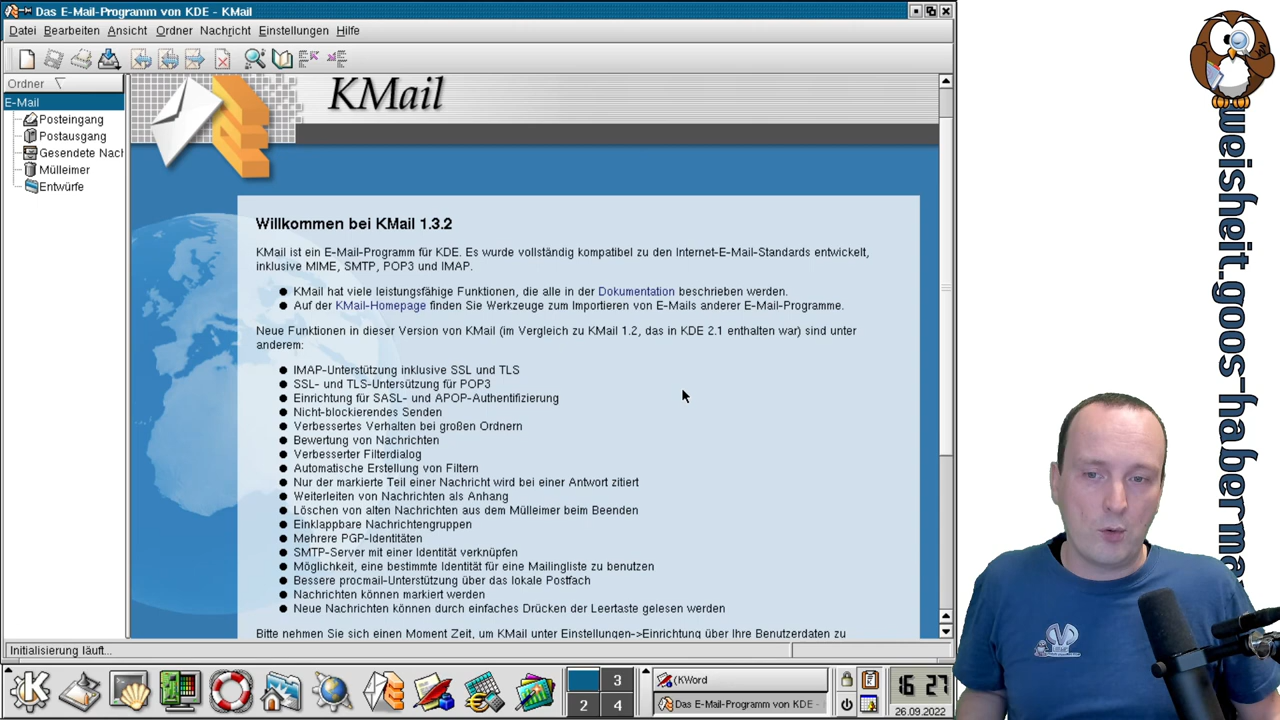 Das E-Mail-Programm von KDE - KMail
Datei Bearbeiten Ansicht Ordner Nachricht Einstellungen Hilfe
Ordner
E-Mail
Posteingang
Postausgang
Gesendete Nach
Mülleimer
Entwürfe
KMail
Willkommen bei KMail 1.3.2
KMail ist ein E-Mail-Programm für KDE. Es wurde vollständig kompatibel zu den Internet-E-Mail-Standards entwickelt,
inklusive MIME, SMTP, POP3 und IMAP.
KMail hat viele leistungsfähige Funktionen, die alle in der Dokumentation beschrieben werden.
Auf der KMail-Homepage finden Sie Werkzeuge zum Importieren von E-Mails anderer E-Mail-Programme.
Neue Funktionen in dieser Version von KMail (im Vergleich zu KMail 1.2, das in KDE 2.1 enthalten war) sind unter
anderem:
IMAP-Unterstützung inklusive SSL und TLS
SSL- und TLS-Untersützung für POP3
Einrichtung für SASL- und APOP-Authentifizierung
Nicht-blockierendes Senden
Verbessertes Verhalten bei großen Ordnern
Bewertung von Nachrichten
Verbesserter Filterdialog
Automatische Erstellung von Filtern
Nur der markierte Teil einer Nachricht wird bei einer Antwort zitiert
Weiterleiten von Nachrichten als Anhang
Löschen von alten Nachrichten aus dem Mülleimer beim Beenden
Einklappbare Nachrichtengruppen
Mehrere PGP-Identitäten
SMTP-Server mit einer Identität verknüpfen
Möglichkeit, eine bestimmte Identität für eine Mailingliste zu benutzen
Bessere procmail-Unterstützung über das lokale Postfach
Nachrichten können markiert werden
Neue Nachrichten können durch einfaches Drücken der Leertaste gelesen werden
Bitte nehmen Sie sich einen Moment Zeit, um KMail unter Einstellungen->Einrichtung über Ihre Benutzerdaten zu
Initialisierung läuft...
3
2 4
(KWord
Das E-Mail-Programm von KDE -
16 27
26.09.2022
weisheit.goos-haberma